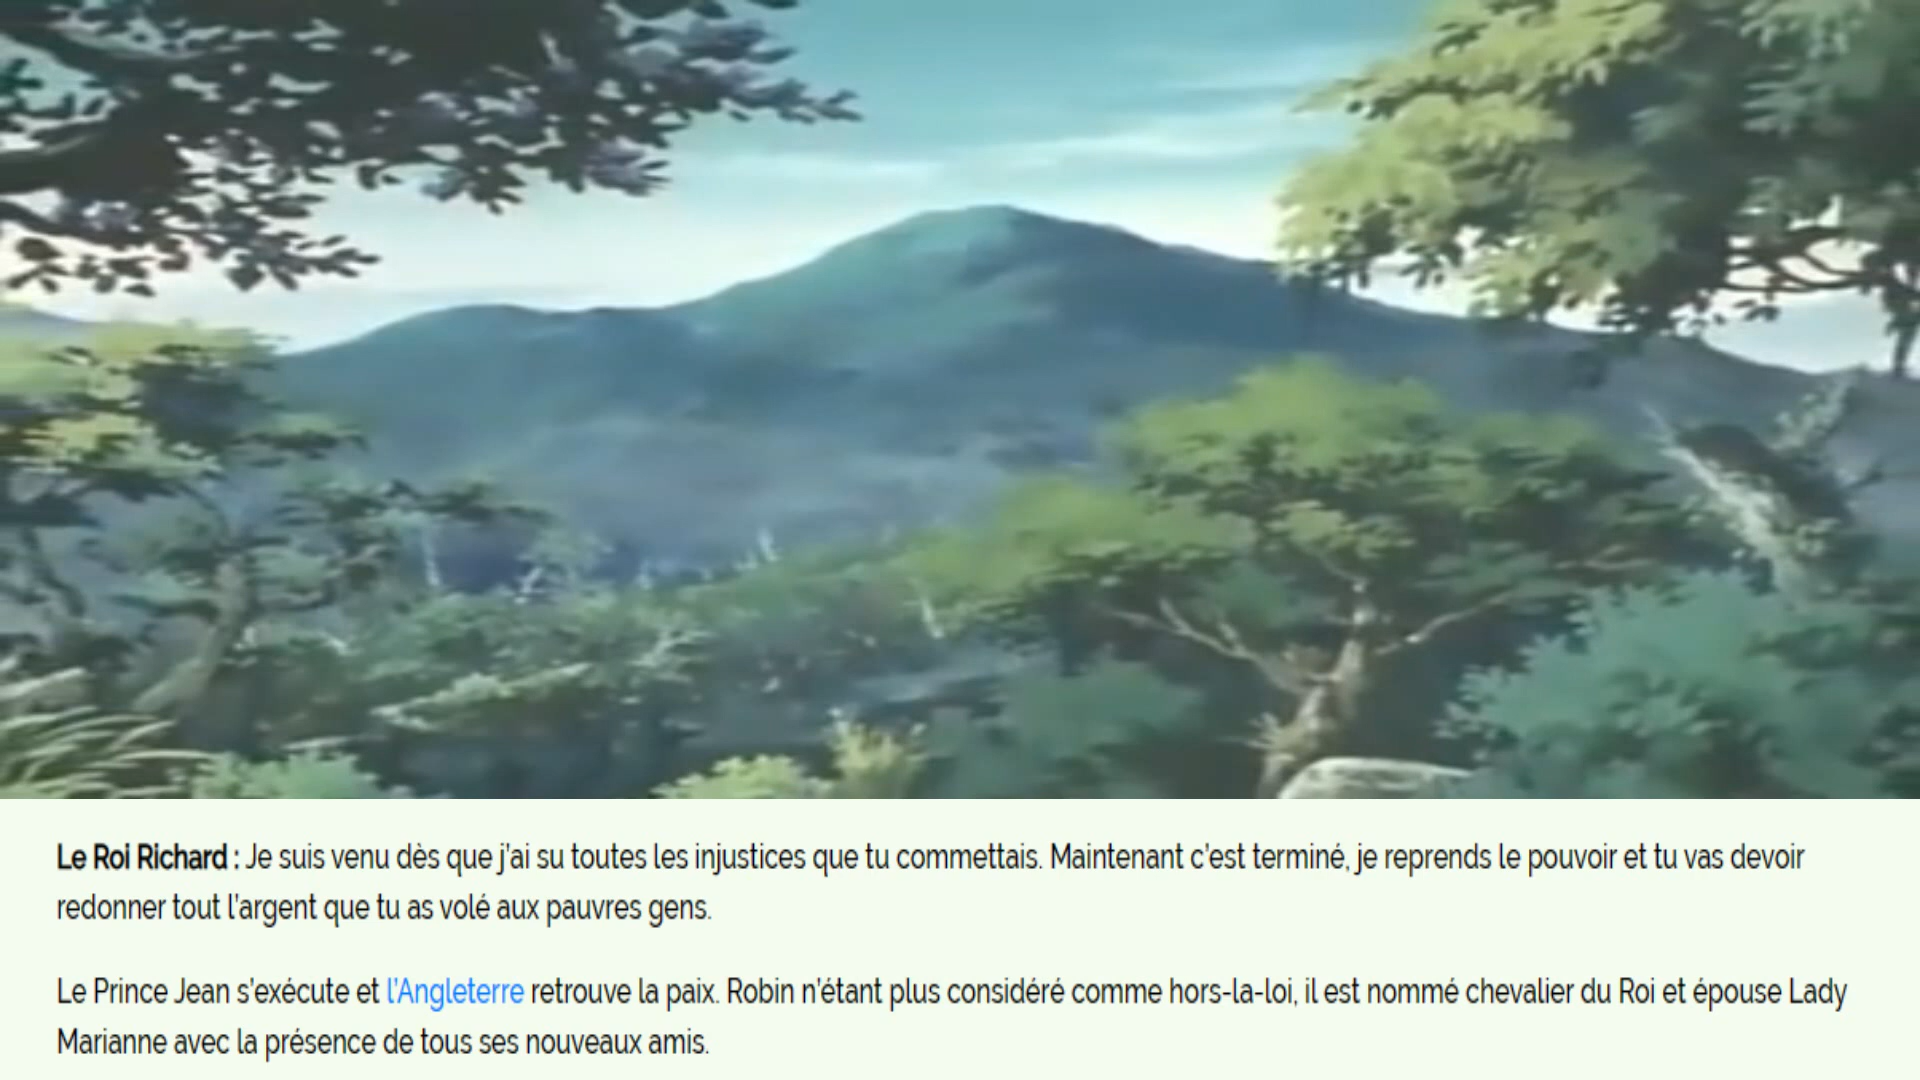 Le Roi Richard : Je suis venu dès que j'ai su toutes les injustices que tu commettais. Maintenant c'est terminé, je reprends le pouvoir et tu vas devoir
redonner tout l'argent que tu as volé aux pauvres gens.
Le Prince Jean s'exécute et l'Angleterre retrouve la paix. Robin n'étant plus considéré comme hors-la-loi, il est nommé chevalier du Roi et épouse Lady
Marianne avec la présence de tous ses nouveaux amis.